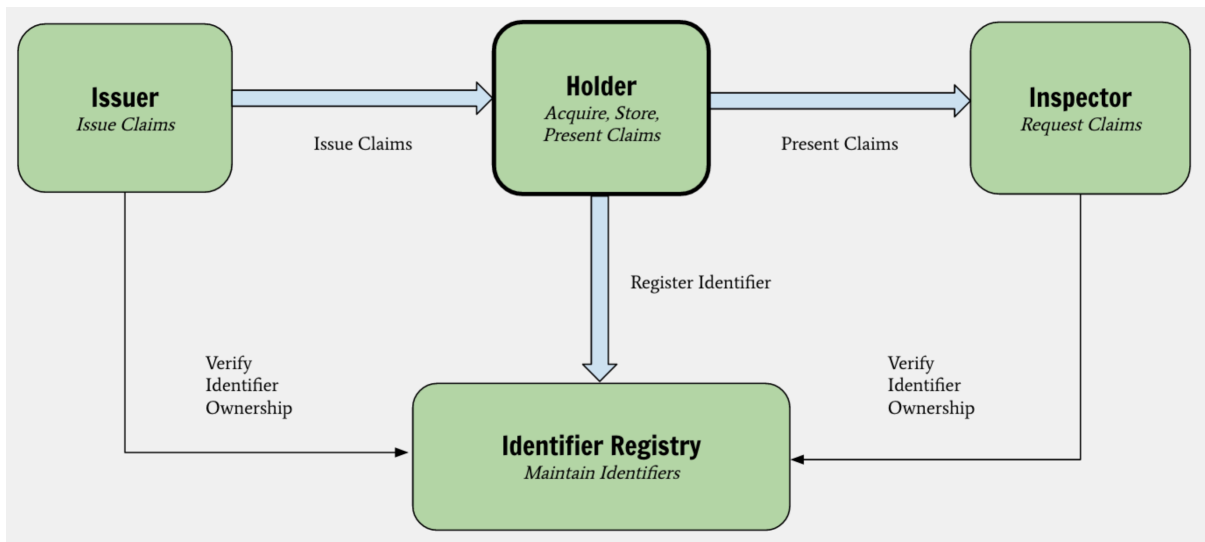 Issuer
Issue Claims
Issue Claims
Holder
Acquire, Store,
Present Claims
Present Claims
Inspector
Request Claims
Register Identifier
Verify
Identifier
Ownership
Verify
Identifier
Ownership
Identifier Registry
Maintain Identifiers